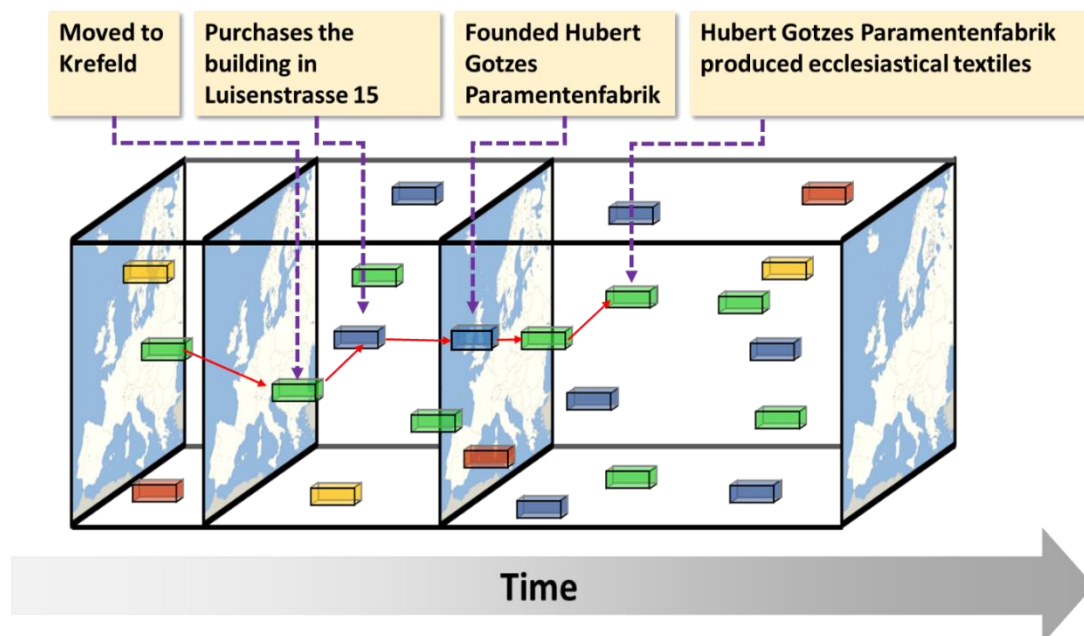 Moved to
Krefeld
Purchases the
building in
Luisenstrasse 15
Founded Hubert
Gotzes
Paramentenfabrik
Hubert Gotzes Paramentenfabrik
produced ecclesiastical textiles
Time